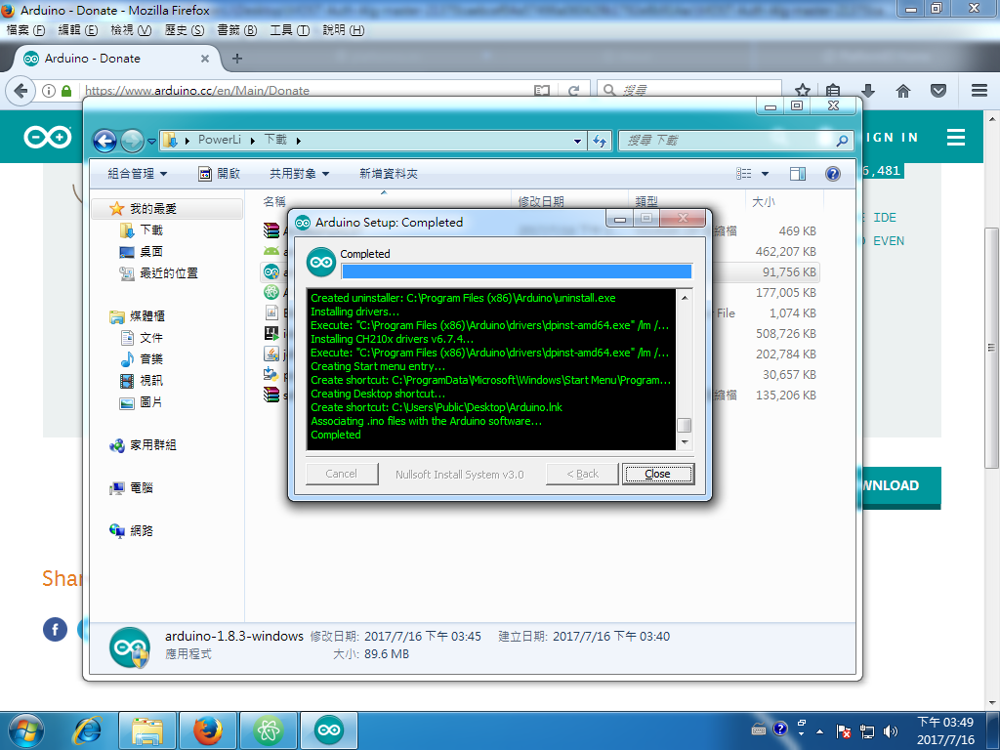 Arduino - Donate - Mozilla Firefox
檔案 (F) 編輯 (E) 檢視 (V) 歷史 (S) 書籤 (B) 工具 (T) 說明 (H)
Arduino - Donate
https://www.arduino.cc/en/Main/Donate
搜尋
PowerLi 下載
搜尋 下載
IGN IN
組合管理 開啟 共用對象 新增資料夾
6,481
我的最愛
下載
桌面
最近的位置
媒體櫃
文件
音樂
視訊
圖片
家用群組
電腦
網路
名稱 修改日期 類型 大小
縮檔 469 KB
462,207 KB
91,756 KB
177,005 KB
File 1,074 KB
508,726 KB
202,784 KB
30,657 KB
縮檔 135,206 KB
IDE
EVEN
Arduino Setup: Completed
Completed
Created uninstaller: C:\Program Files (x86)\Arduino\uninstall.exe
Installing drivers...
Execute: "C:\Program Files (x86)\Arduino\drivers\dpinst-amd64.exe" /lm /...
Installing CH210x drivers v6.7.4...
Execute: "C:\Program Files (x86)\Arduino\drivers\dpinst-amd64.exe" /lm /...
Creating Start menu entry...
Create shortcut: C:\ProgramData\Microsoft\Windows\Start Menu\Program...
Creating Desktop shortcut...
Create shortcut: C:\Users\Public\Desktop\Arduino.lnk
Associating .ino files with the Arduino software...
Completed
Cancel Nullsoft Install System v3.0 < Back Close
WNLOAD
Shar
arduino-1.8.3-windows 修改日期: 2017/7/16 下午 03:45 建立日期: 2017/7/16 下午 03:40
應用程式 大小: 89.6 MB
下午 03:49
2017/7/16